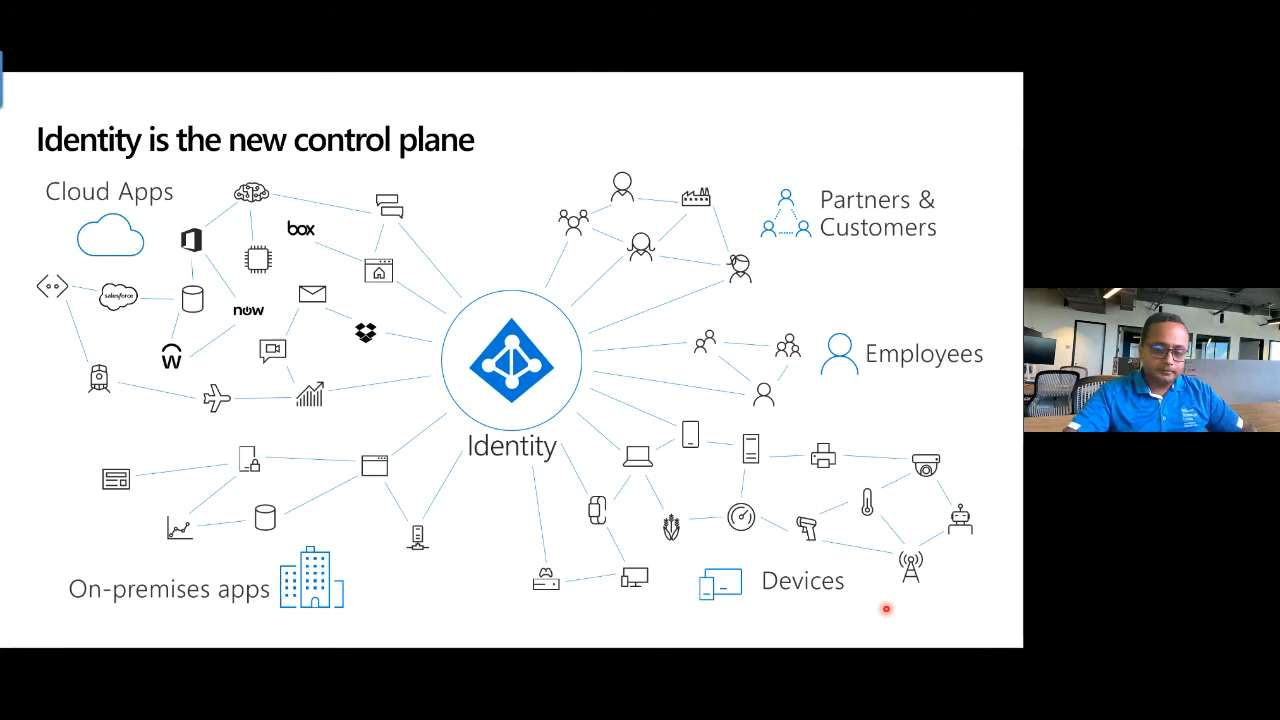 Identity is the new control plane
Cloud Apps
box
salesforce
now
W
Partners &
Customers
Employees
Identity
On-premises apps
Devices